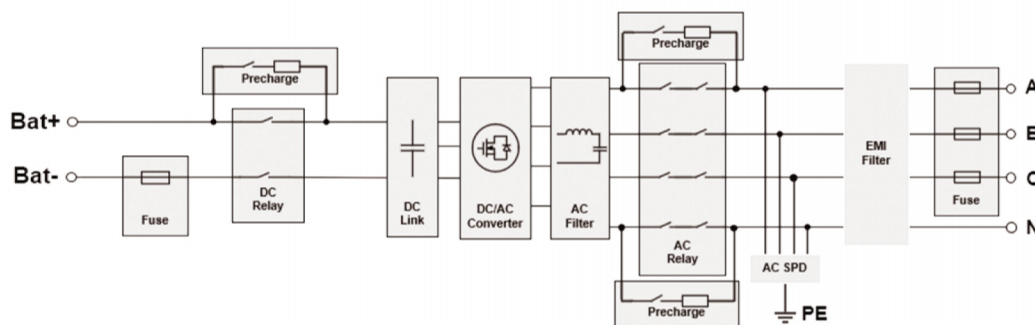 Precharge
Precharge
A
Bat+
B
EMI
Filter
Bat-
C
DC
Relay
Fuse
DC
Link
DC/AC
Converter
AC
Filter
Fuse
N
AC
Relay
AC SPD
Precharge
PE